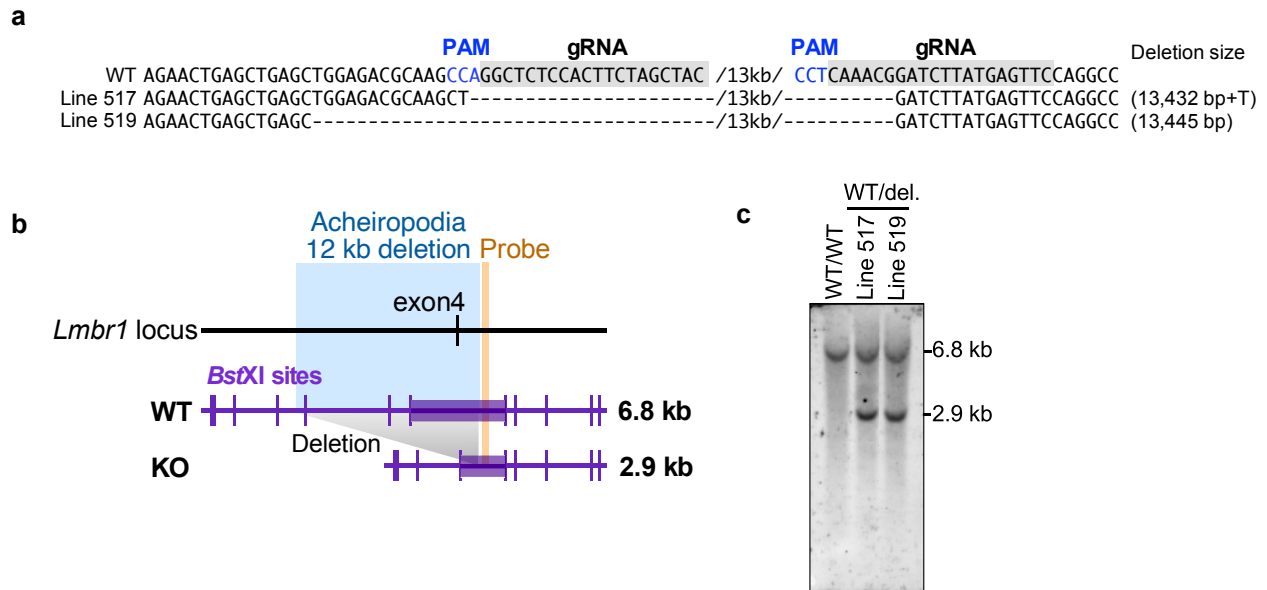 a
PAM gRNA PAM gRNA Deletion size
WT AGAACTGAGCTGAGCTGGAGACGCAAGCCAGGCTCTCCACTTCTAGCTAC /13kb/ CCTCAAACGGATCTTATGAGTTCCAGGCC
Line 517 AGAACTGAGCTGAGCTGGAGACGCAAGCT----------------------/13kb/----------GATCTTATGAGTTCCAGGCC (13,432 bp+T)
Line 519 AGAACTGAGCTGAGC------------------------------------/13kb/----------GATCTTATGAGTTCCAGGCC (13,445 bp)
b
Acheiropodia
12 kb deletion Probe
exon4
Lmbr1 locus
BstXI sites
WT 6.8 kb
Deletion
KO 2.9 kb
c
WT/del.
WT/WT
Line 517
Line 519
6.8 kb
2.9 kb